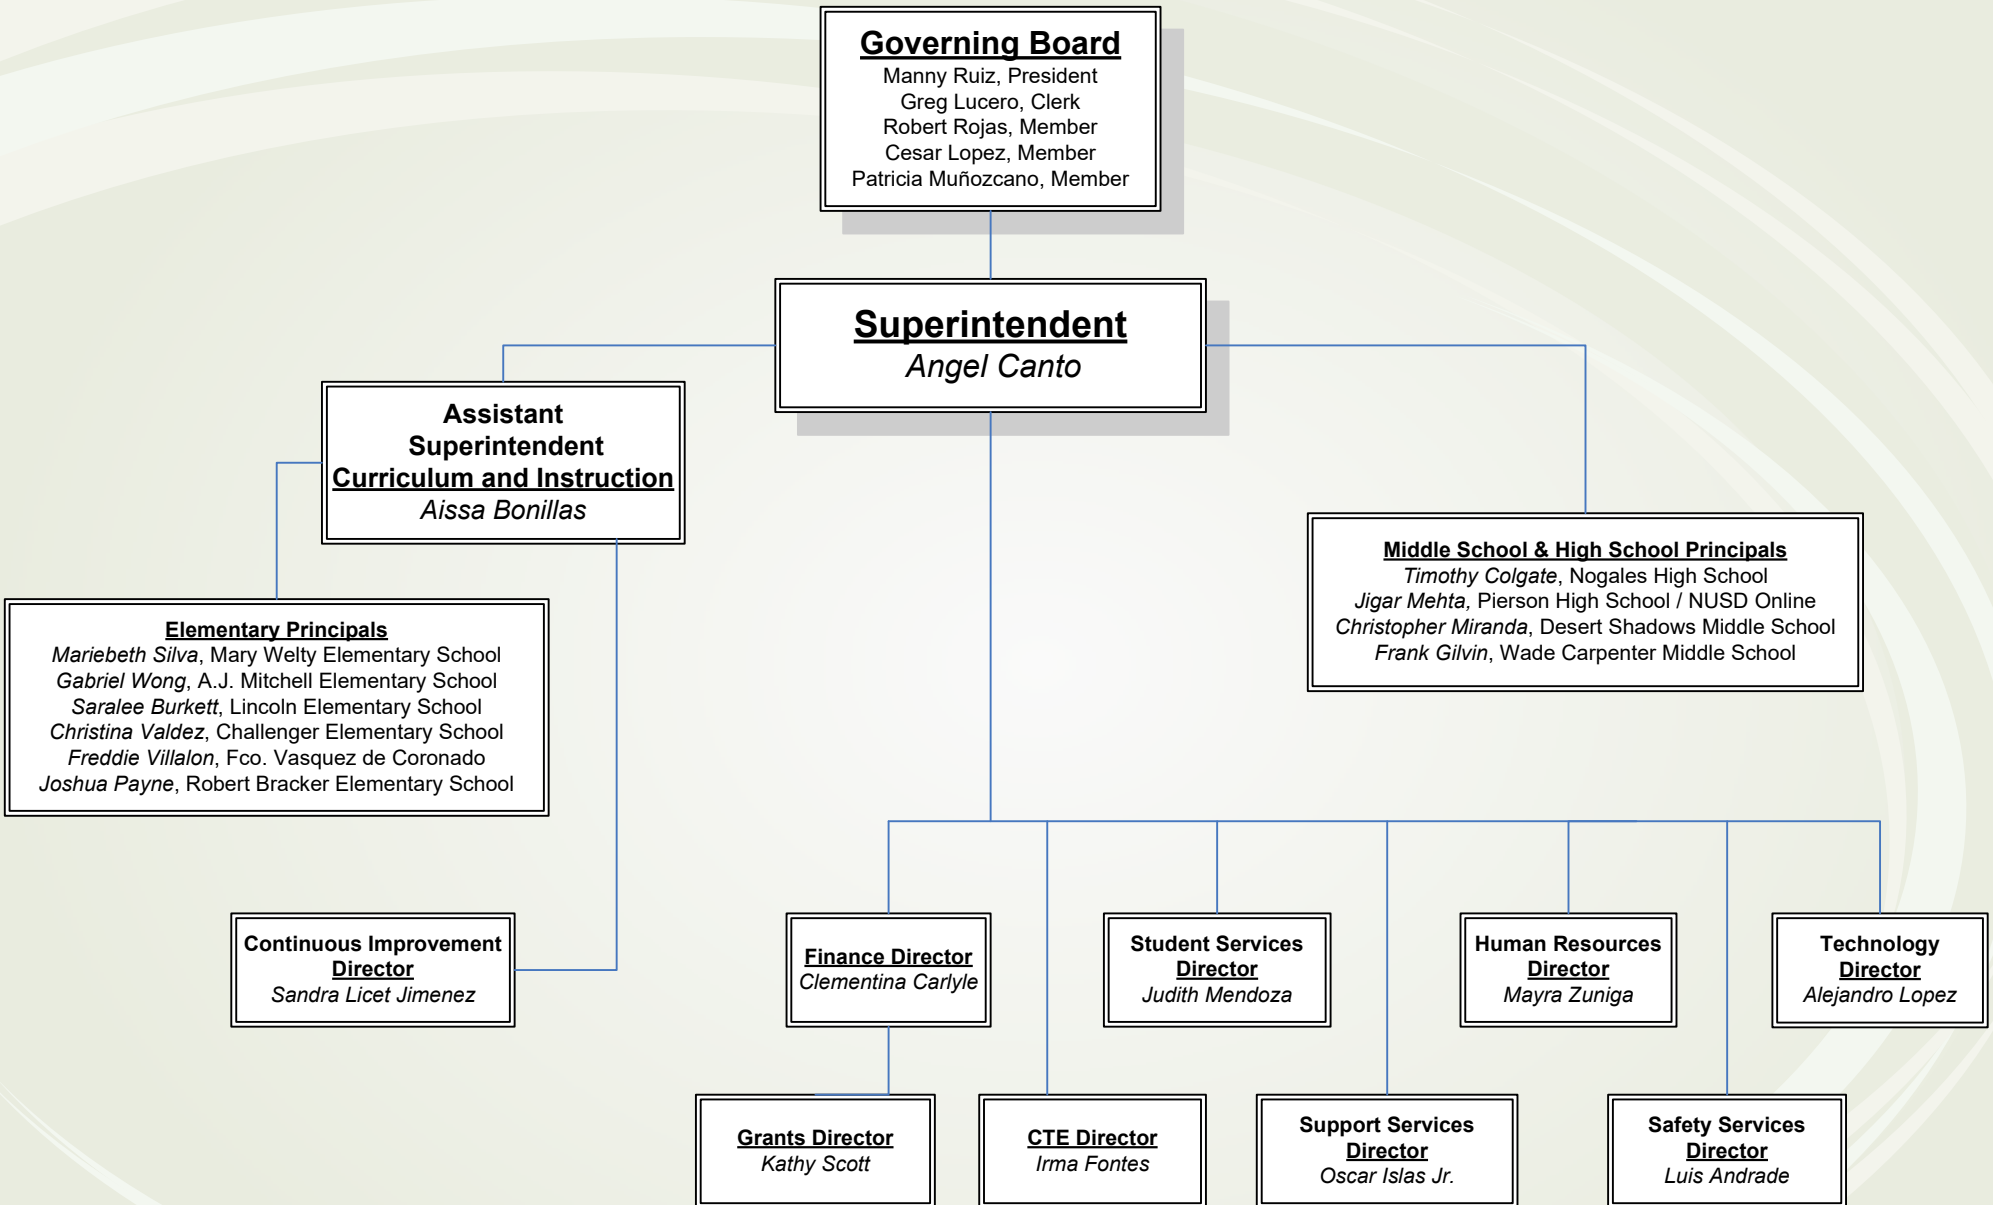 Governing Board
Manny Ruiz, President
Greg Lucero, Clerk
Robert Rojas, Member
Cesar Lopez, Member
Patricia Muñozcano, Member
Superintendent
Angel Canto
Assistant
Superintendent
Curriculum and Instruction
Aissa Bonillas
Middle School & High School Principals
Timothy Colgate, Nogales High School
Jigar Mehta, Pierson High School / NUSD Online
Christopher Miranda, Desert Shadows Middle School
Frank Gilvin, Wade Carpenter Middle School
Elementary Principals
Mariebeth Silva, Mary Welty Elementary School
Gabriel Wong, A.J. Mitchell Elementary School
Saralee Burkett, Lincoln Elementary School
Christina Valdez, Challenger Elementary School
Freddie Villalon, Fco. Vasquez de Coronado
Joshua Payne, Robert Bracker Elementary School
Continuous Improvement
Director
Sandra Licet Jimenez
Finance Director
Clementina Carlyle
Student Services
Director
Judith Mendoza
Human Resources
Director
Mayra Zuniga
Technology
Director
Alejandro Lopez
Grants Director
Kathy Scott
CTE Director
Irma Fontes
Support Services
Director
Oscar Islas Jr.
Safety Services
Director
Luis Andrade